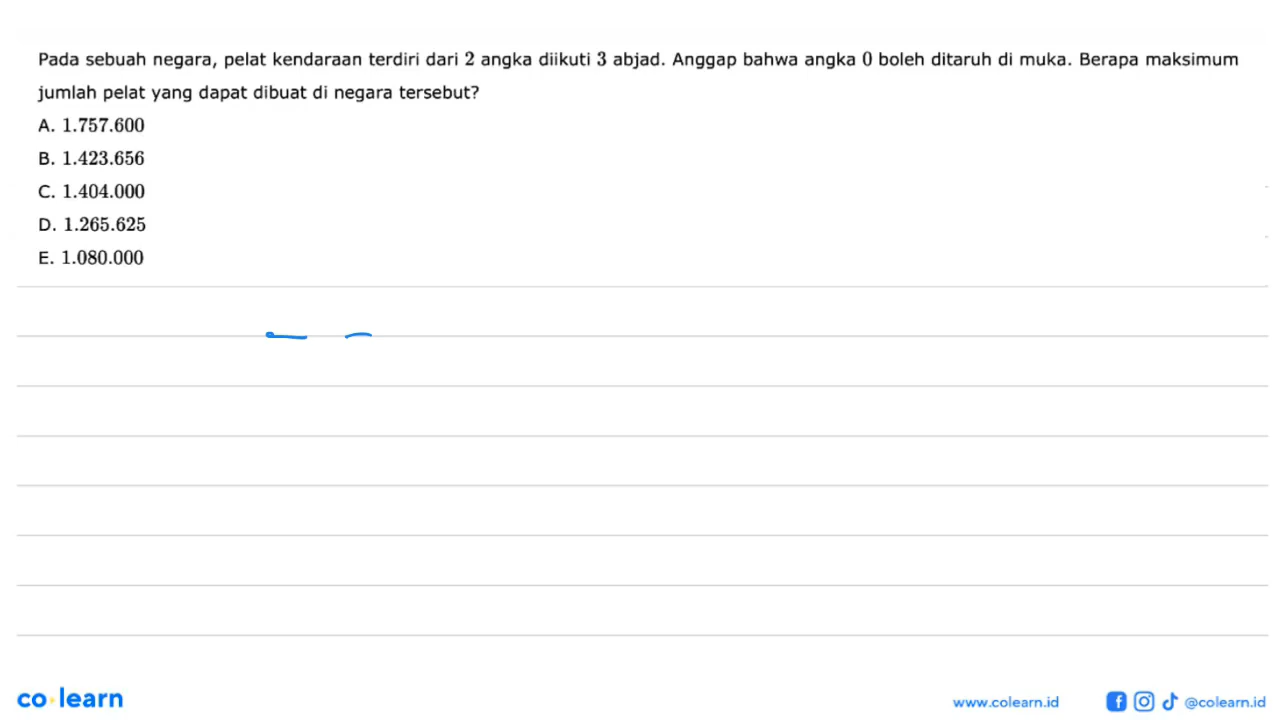 Pada sebuah negara, pelat kendaraan terdiri dari 2 angka diikuti 3 abjad. Anggap bahwa angka 0 boleh ditaruh di muka. Berapa maksimum
jumlah pelat yang dapat dibuat di negara tersebut?
A. 1.757.600
B. 1.423.656
C. 1.404.000
D. 1.265.625
E. 1.080.000
co learn
www.colearn.id
@colearn.id